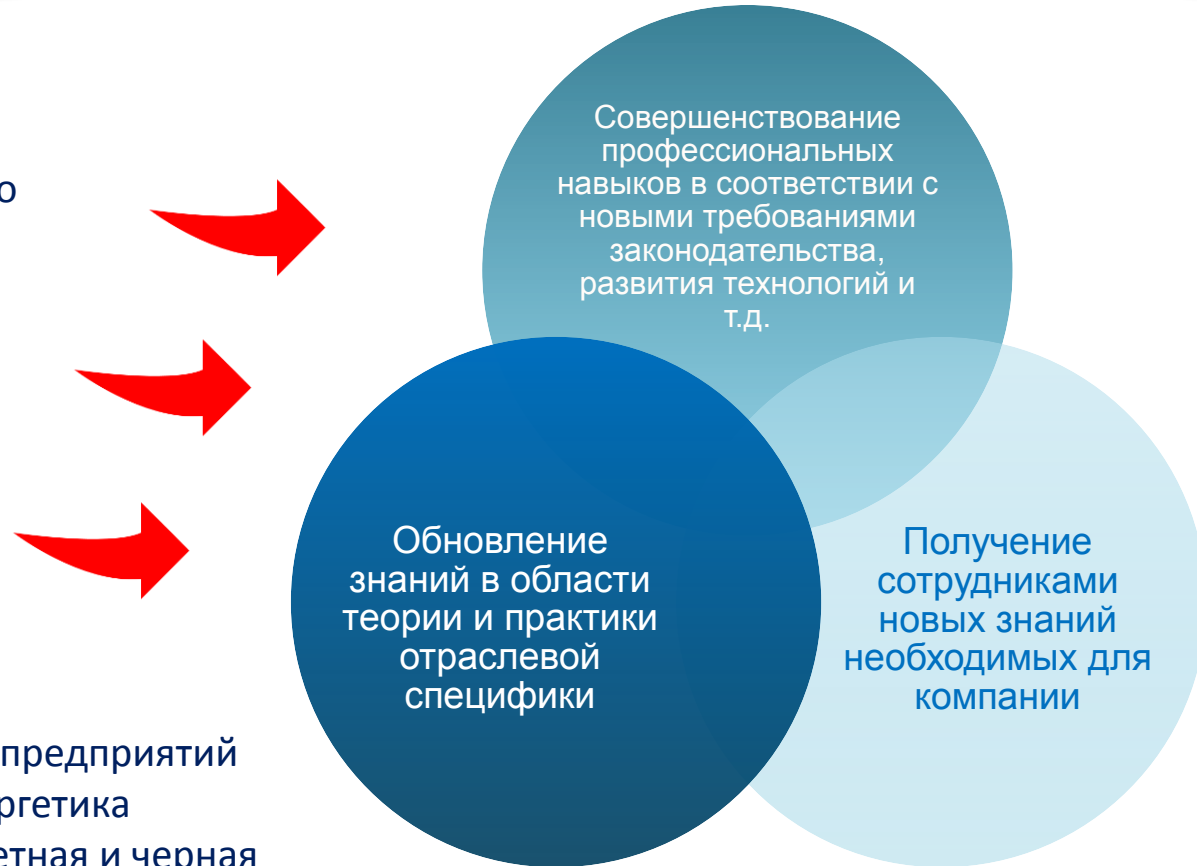 Совершенствование
профессиональных
навыков в соответствии с
новыми требованиями
законодательства,
развития технологий и
т.д.
Обновление
знаний в области
теории и практики
отраслевой
специфики
Получение
сотрудниками
новых знаний
необходимых для
компании
предприятий
и черная